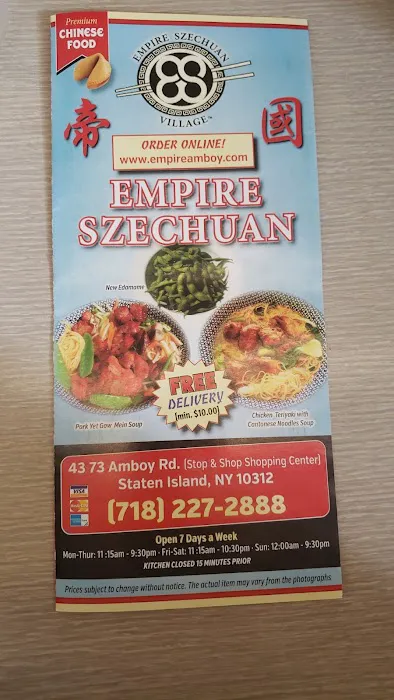 Premium
CHINESE
FOOD
EMPIRE SZECHUAN
VILLAGE™
帝 國
ORDER ONLINE!
www.empireamboy.com
EMPIRE
SZECHUAN
New Edamame
FREE
DELIVERY
[min. $10.00]
Pork Yet Gaw Mein Soup
Chicken Teriyaki with
Cantonese Noodles Soup
43 73 Amboy Rd. (Stop & Shop Shopping Center)
Staten Island, NY 10312
VISA
(718) 227-2888
Open 7 Days a Week
Mon-Thur: 11 :15am - 9:30pm · Fri-Sat: 11 :15am - 10:30pm · Sun: 12:00am - 9:30pm
KITCHEN CLOSED 15 MINUTES PRIOR
Prices subject to change without notice. The actual item may vary from the photographs